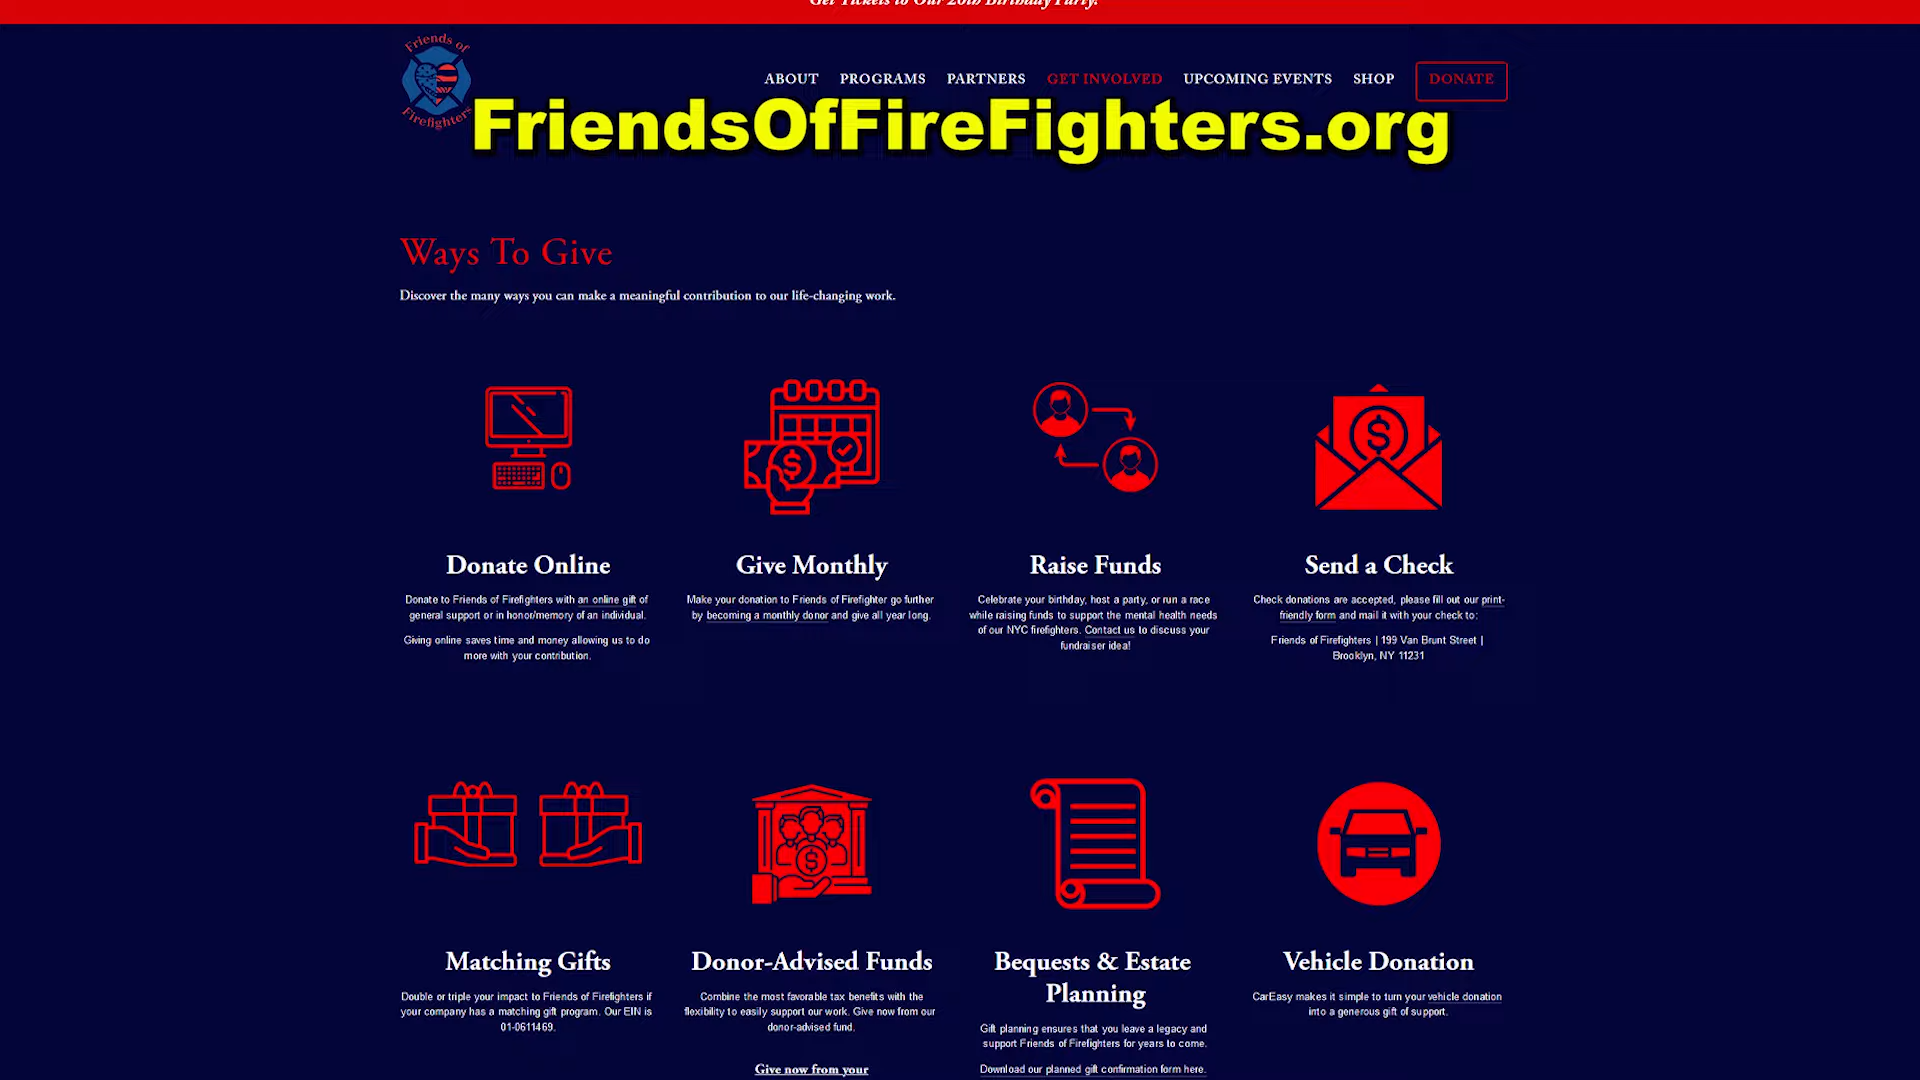 Get Tickets to Our 20th Birthday Party!
Friends of
Firefighters
ABOUT PROGRAMS PARTNERS GET INVOLVED UPCOMING EVENTS SHOP DONATE
FriendsOfFireFighters.org
Ways To Give
Discover the many ways you can make a meaningful contribution to our life-changing work.
Donate Online
Donate to Friends of Firefighters with an online gift of
general support or in honor/memory of an individual.
Giving online saves time and money allowing us to do
more with your contribution.
Give Monthly
Make your donation to Friends of Firefighter go further
by becoming a monthly donor and give all year long.
Raise Funds
Celebrate your birthday, host a party, or run a race
while raising funds to support the mental health needs
of our NYC firefighters. Contact us to discuss your
fundraiser idea!
Send a Check
Check donations are accepted, please fill out our print-
friendly form and mail it with your check to:
Friends of Firefighters | 199 Van Brunt Street |
Brooklyn, NY 11231
Matching Gifts
Double or triple your impact to Friends of Firefighters if
your company has a matching gift program. Our EIN is
01-0611469.
Donor-Advised Funds
Combine the most favorable tax benefits with the
flexibility to easily support our work. Give now from our
donor-advised fund.
Give now from your
Bequests & Estate
Planning
Gift planning ensures that you leave a legacy and
support Friends of Firefighters for years to come.
Download our planned gift confirmation form here.
Vehicle Donation
CarEasy makes it simple to turn your vehicle donation
into a generous gift of support.